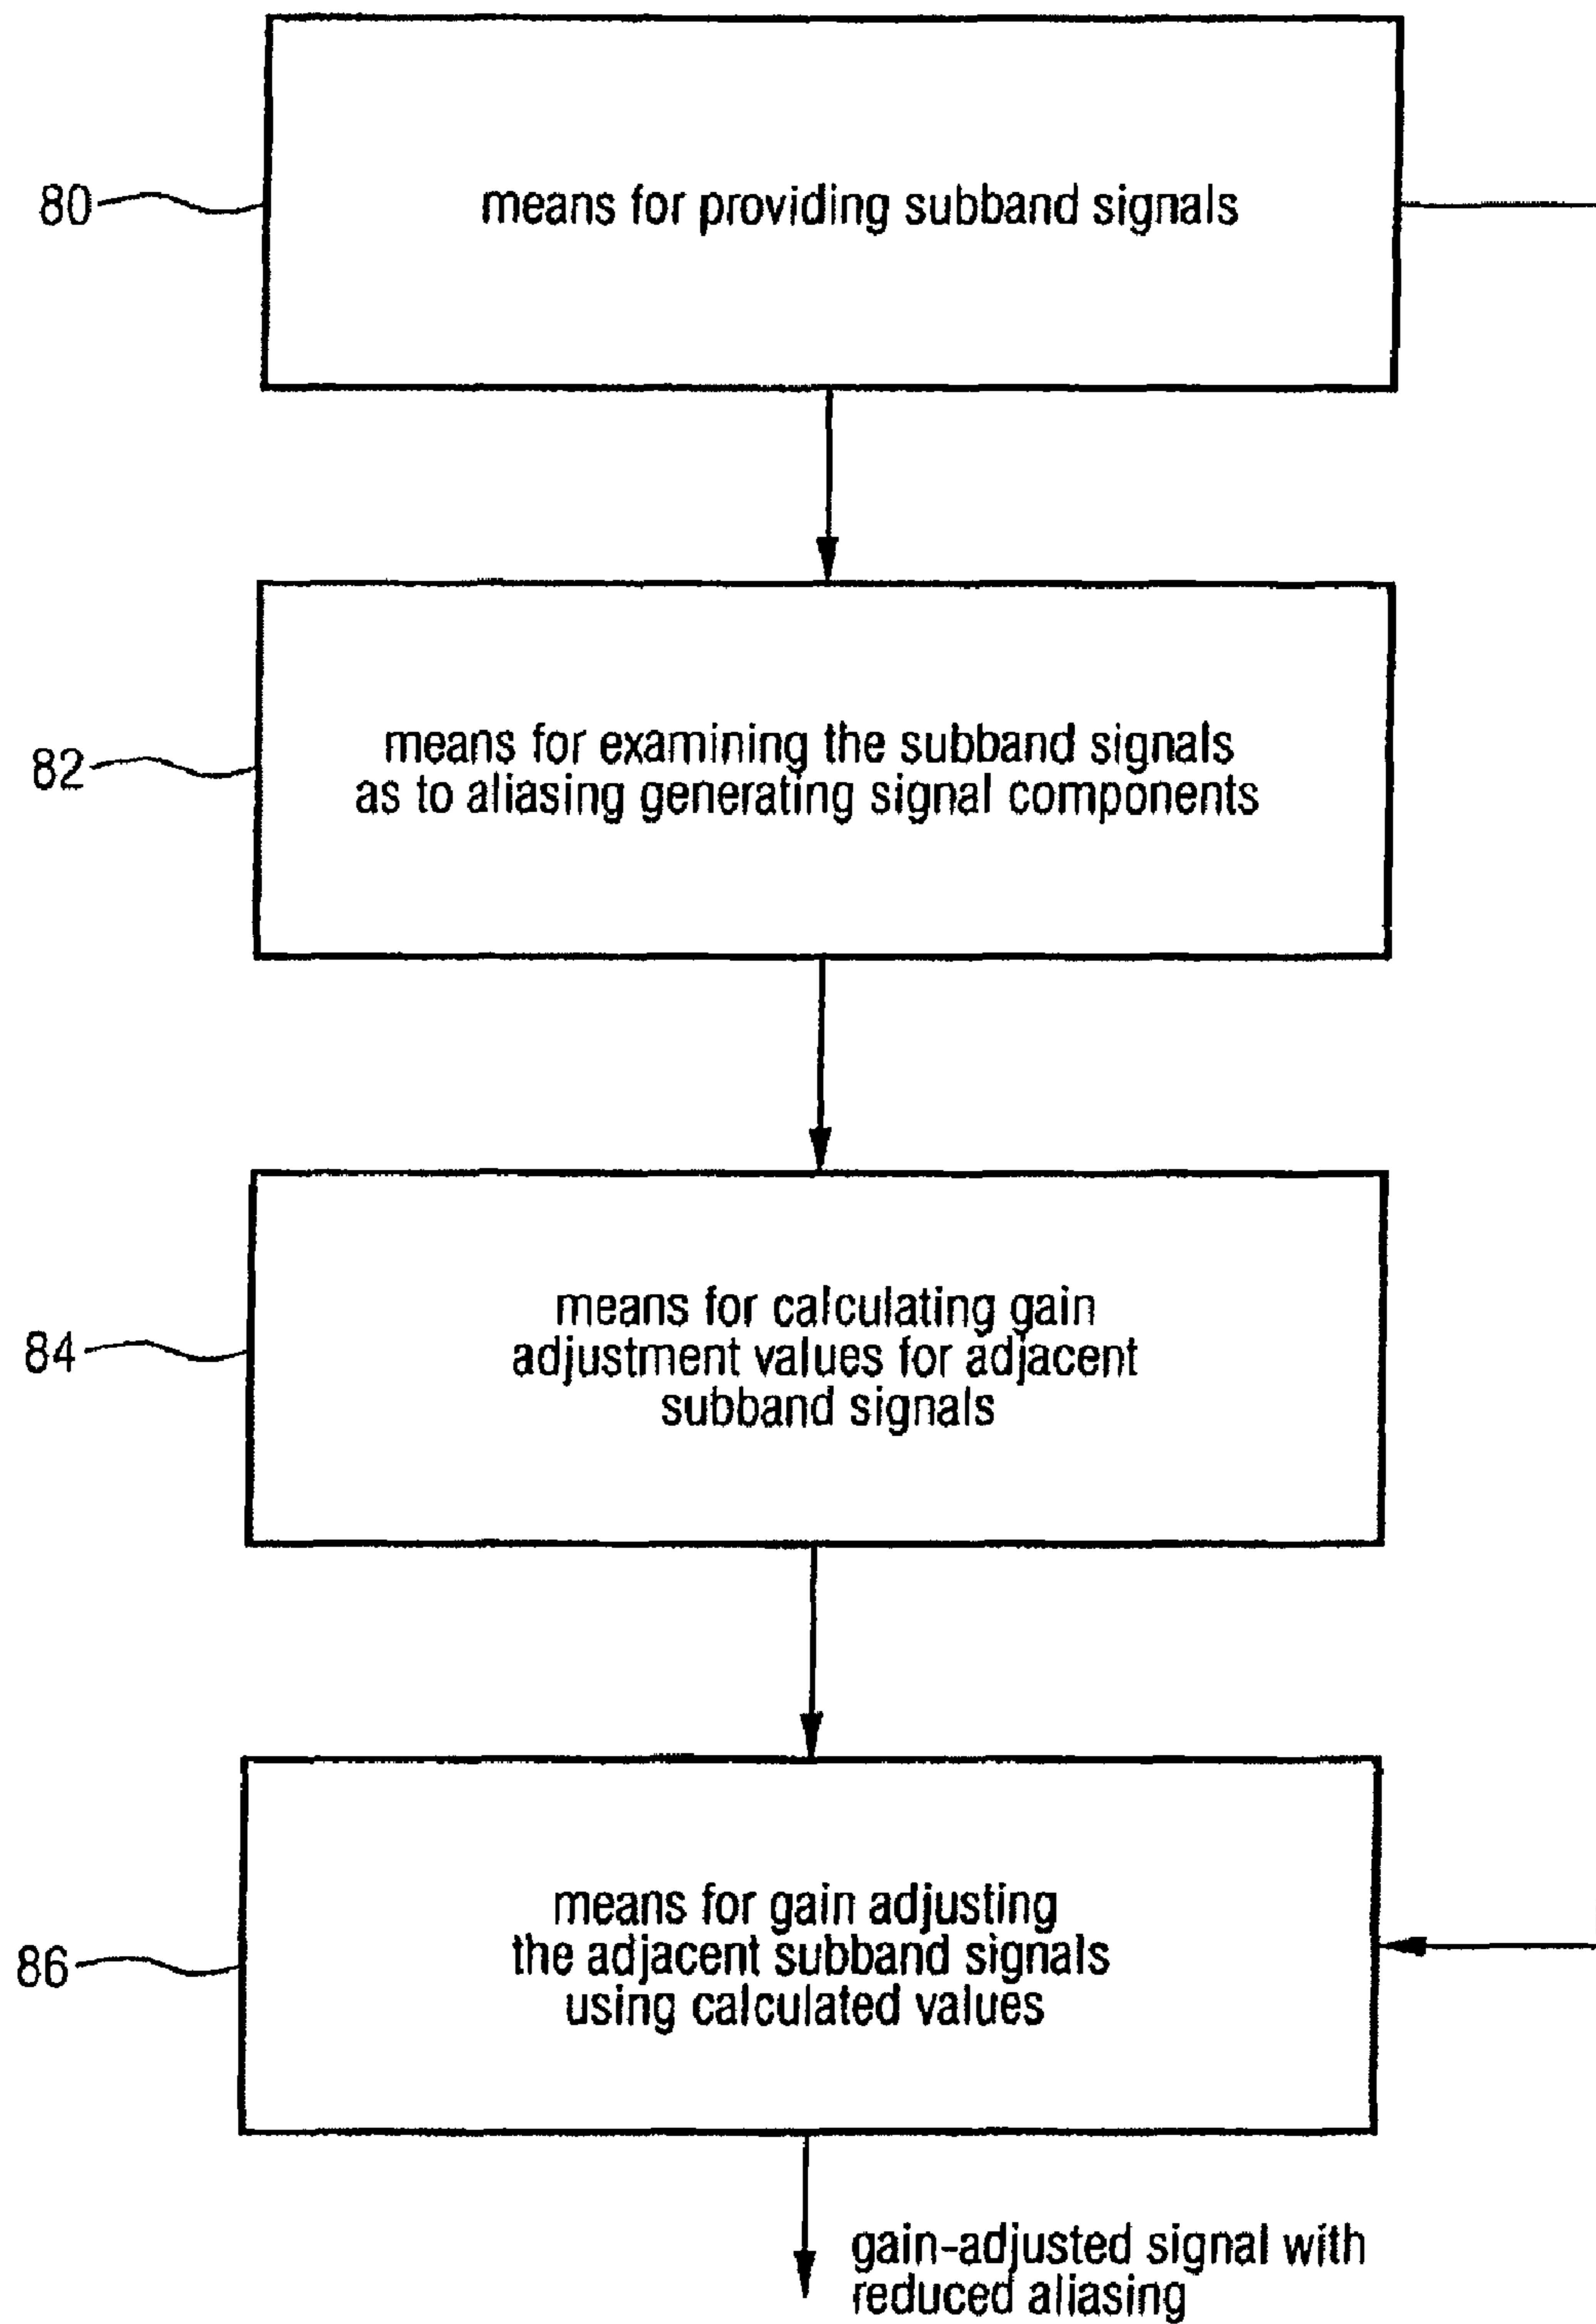 80
means for providing subband signals
82
means for examining the subband signals
as to aliasing generating signal components
84
means for calculating gain
adjustment values for adjacent
subband signals
86
means for gain adjusting
the adjacent subband signals
using calculated values
gain-adjusted signal with
reduced aliasing